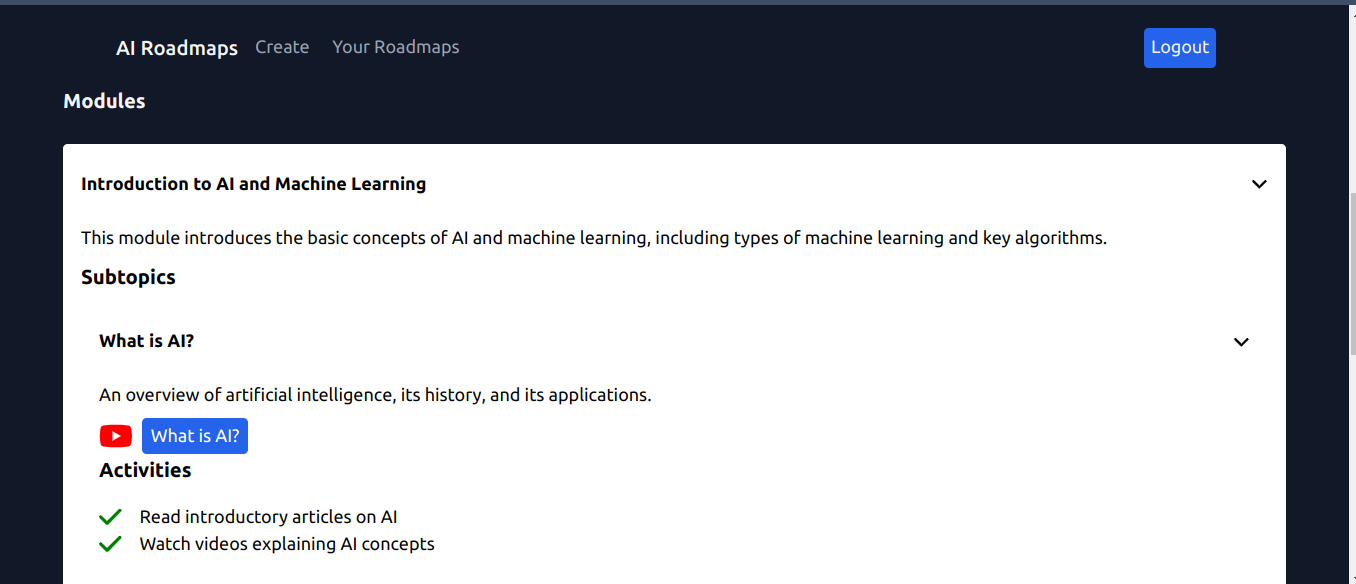 AI Roadmaps Create Your Roadmaps Logout
Modules
Introduction to AI and Machine Learning
This module introduces the basic concepts of AI and machine learning, including types of machine learning and key algorithms.
Subtopics
What is AI?
An overview of artificial intelligence, its history, and its applications.
What is AI?
Activities
Read introductory articles on AI
Watch videos explaining AI concepts